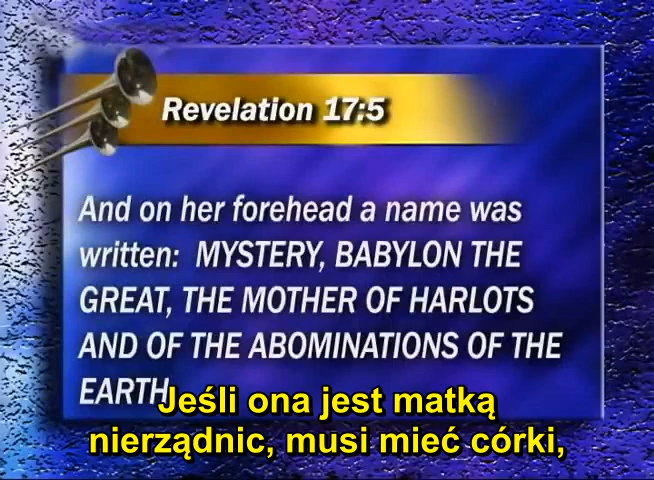 Revelation 17:5
And on her forehead a name was
written: MYSTERY, BABYLON THE
GREAT, THE MOTHER OF HARLOTS
AND OF THE ABOMINATIONS OF THE
EARTH
Jeśli ona jest matką
nierządnic, musi mieć córki,